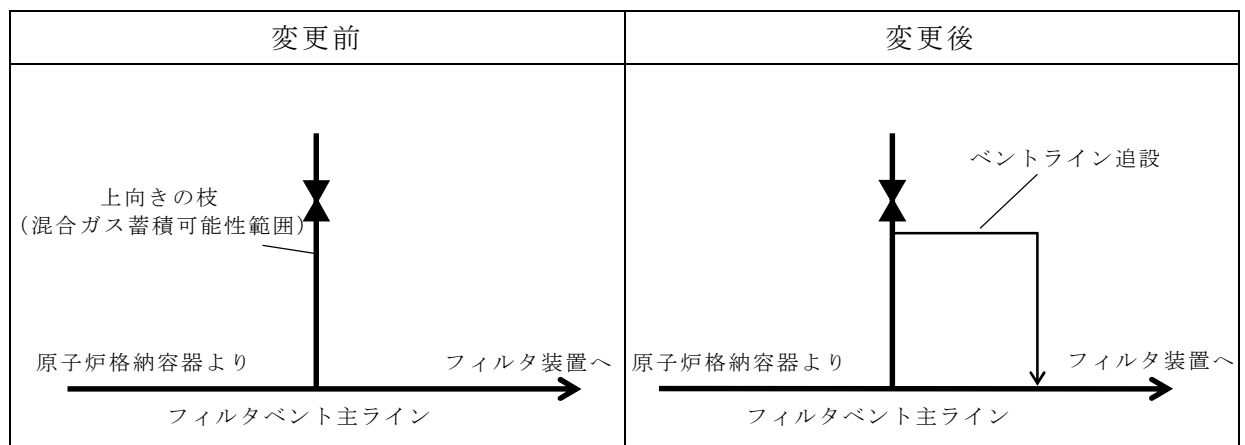 変更前
変更後
上向きの枝
（混合ガス蓄積可能性範囲）
原子炉格納容器より
フィルタ装置へ
フィルタベント主ライン
ベントライン追設
原子炉格納容器より
フィルタ装置へ
フィルタベント主ライン